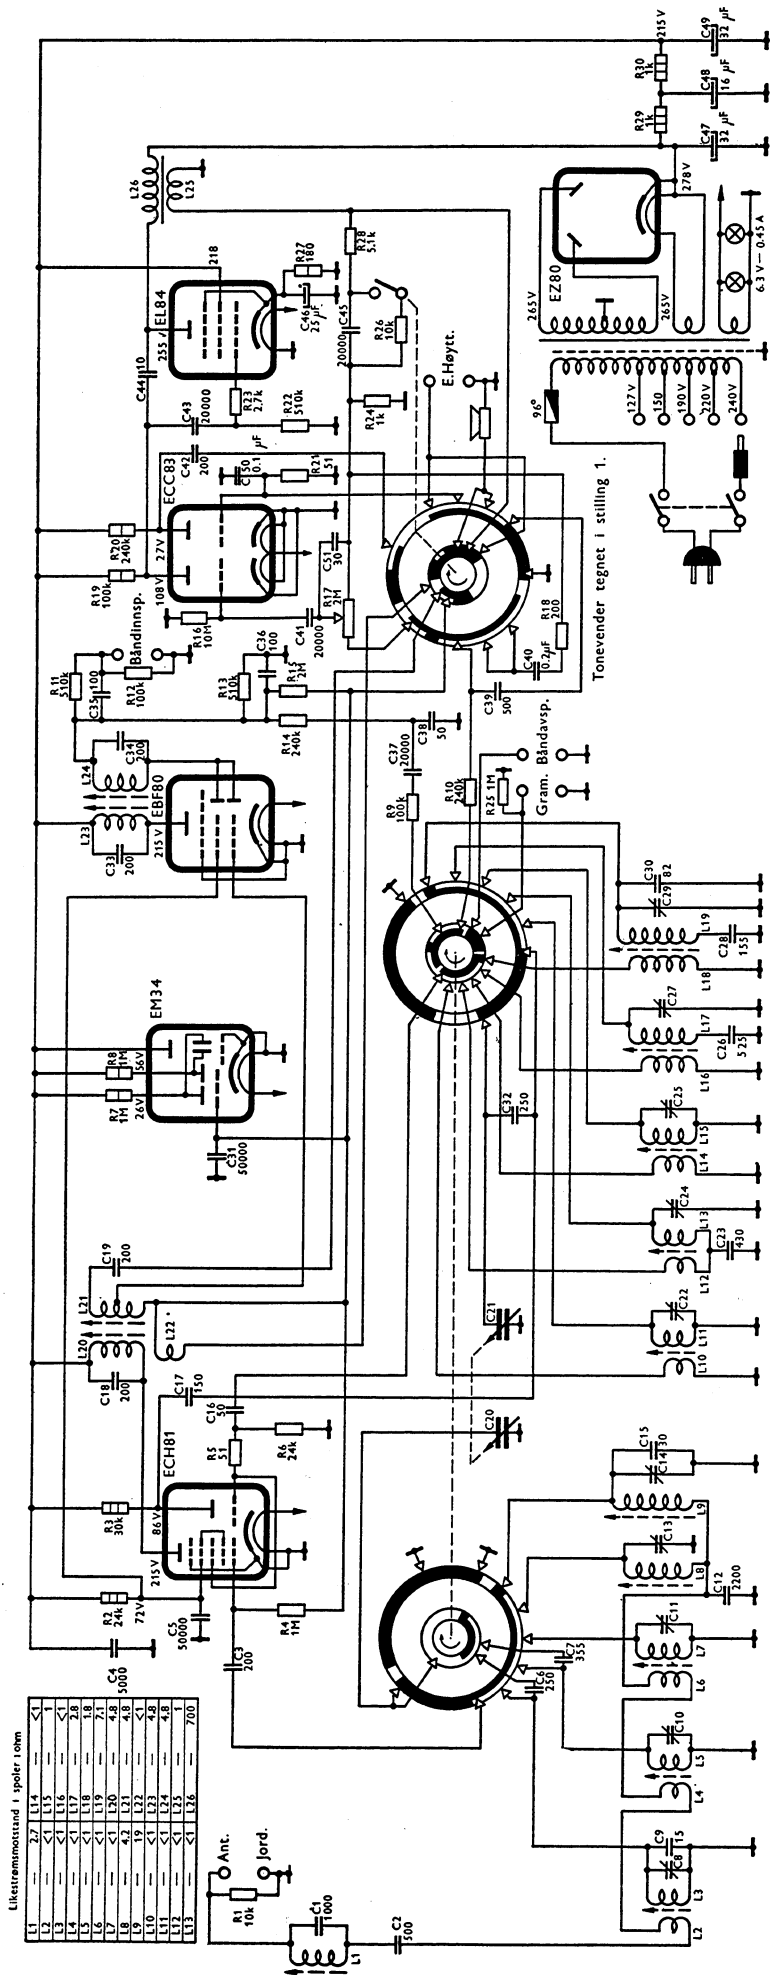 Likestrømsmotstand i spoler i ohm
L1 — 2.7 L14 — <1
L2 — <1 L15 — 1
L3 — <1 L16 — <1
L4 — <1 L17 — 2.8
L5 — <1 L18 — 1.8
L6 — <1 L19 — 7.1
L7 — <1 L20 — 4.8
L8 — 4.2 L21 — 4.8
L9 — 19 L22 — <1
L10 — <1 L23 — 4.8
L11 — <1 L24 — 4.8
L12 — <1 L25 — 1
L13 — <1 L26 — 700
Ant.
Jord.
R1
10k
C1
1000
L1
C2
500
C4
5000
R2
24k
72V
C5
50000
R3
30k
86V
215V
ECH81
C3
200
R4
1M
R5
51
R6
24k
C16
50
C17
150
C18
200
L20
L21
L22
C19
200
EM34
R7
1M
26V
R8
1M
56V
C31
50000
EBF80
215V
L23
C33
200
L24
C34
200
R11
510k
C35
100
R12
100k
Båndinnsp.
R13
510k
C36
100
R14
240k
R15
2M
R16
10M
C41
20000
R17
2M
C51
30
ECC83
R19
100k
R20
240k
108V
27V
C42
200
C43
20000
C44
10
C50
0.1
µF
R21
51
R22
510k
R23
2.7k
EL84
255V
218
C46
25 µF
R27
180
L26
L25
R28
5.1k
C45
20000
R26
10k
R24
1k
E.Høytt.
R18
200
C40
0.2µF
C39
500
C38
50
C37
20000
R9
100k
R10
240k
R25 1M
Gram.
Båndavsp.
Tonevender tegnet i stilling 1.
C32
250
C20
C21
C6
250
C7
355
L2
L3
C8
C9
15
L4
L5
C10
L6
L7
C11
C12
2200
L8
C13
L9
C14
C15
30
L10
L11
C22
L12
L13
C23
430
C24
L14
L15
C25
L16
L17
C26
525
C27
L18
L19
C28
155
C29
C30
82
EZ80
265V
265V
278V
6.3 V — 0.45 A
96°
127V
150
190V
220V
240V
215V
R30
1k
R29
1k
C49
32 µF
C48
16 µF
C47
32 µF